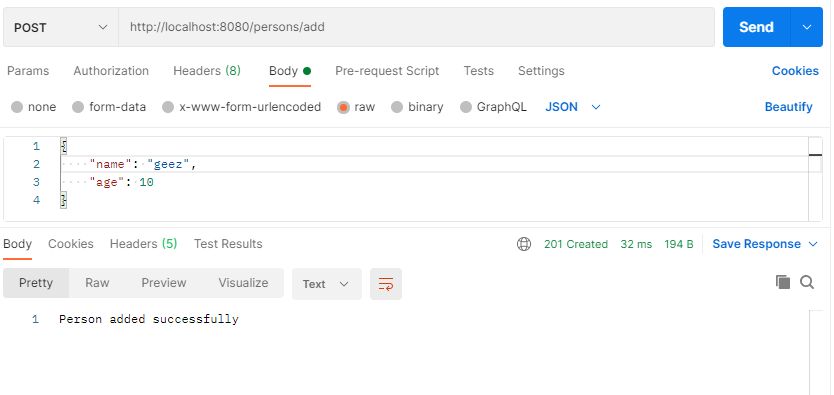 POST http://localhost:8080/persons/add Send
Params Authorization Headers (8) Body Pre-request Script Tests Settings Cookies
none form-data x-www-form-urlencoded raw binary GraphQL JSON Beautify
1 {
2 "name": "geez",
3 "age": 10
4 }
Body Cookies Headers (5) Test Results 201 Created 32 ms 194 B Save Response
Pretty Raw Preview Visualize Text
1 Person added successfully